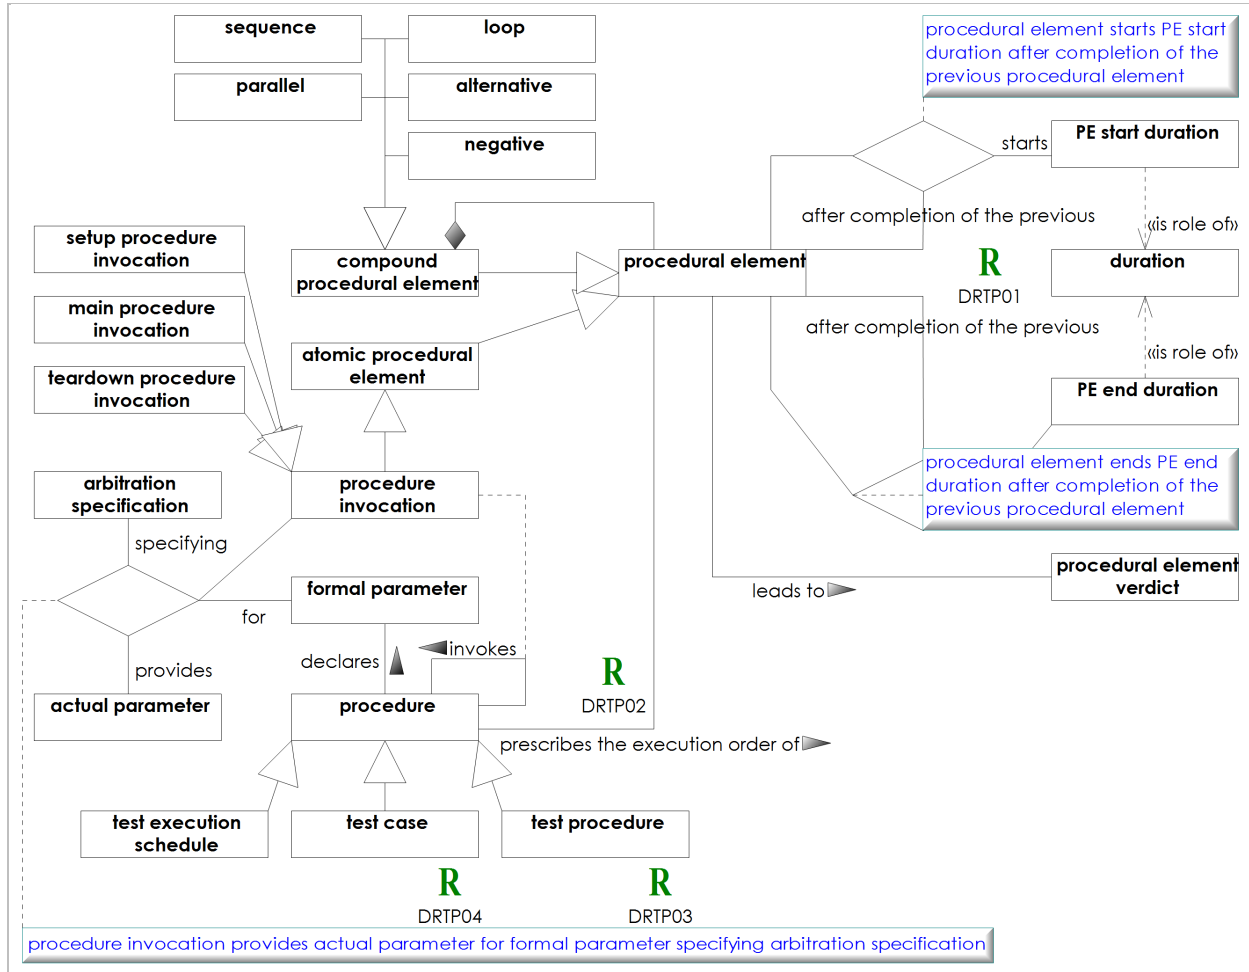 sequence
loop
procedural element starts PE start
duration after completion of the
previous procedural element
parallel
alternative
negative
starts
PE start duration
after completion of the previous
«is role of»
setup procedure
invocation
compound
procedural element
procedural element
R
DRTP01
duration
main procedure
invocation
after completion of the previous
«is role of»
atomic procedural
element
teardown procedure
invocation
PE end duration
arbitration
specification
procedure
invocation
procedural element ends PE end
duration after completion of the
previous procedural element
specifying
formal parameter
for
leads to
procedural element
verdict
declares
invokes
provides
R
DRTP02
actual parameter
procedure
prescribes the execution order of
test execution
schedule
test case
test procedure
R
DRTP04
R
DRTP03
procedure invocation provides actual parameter for formal parameter specifying arbitration specification